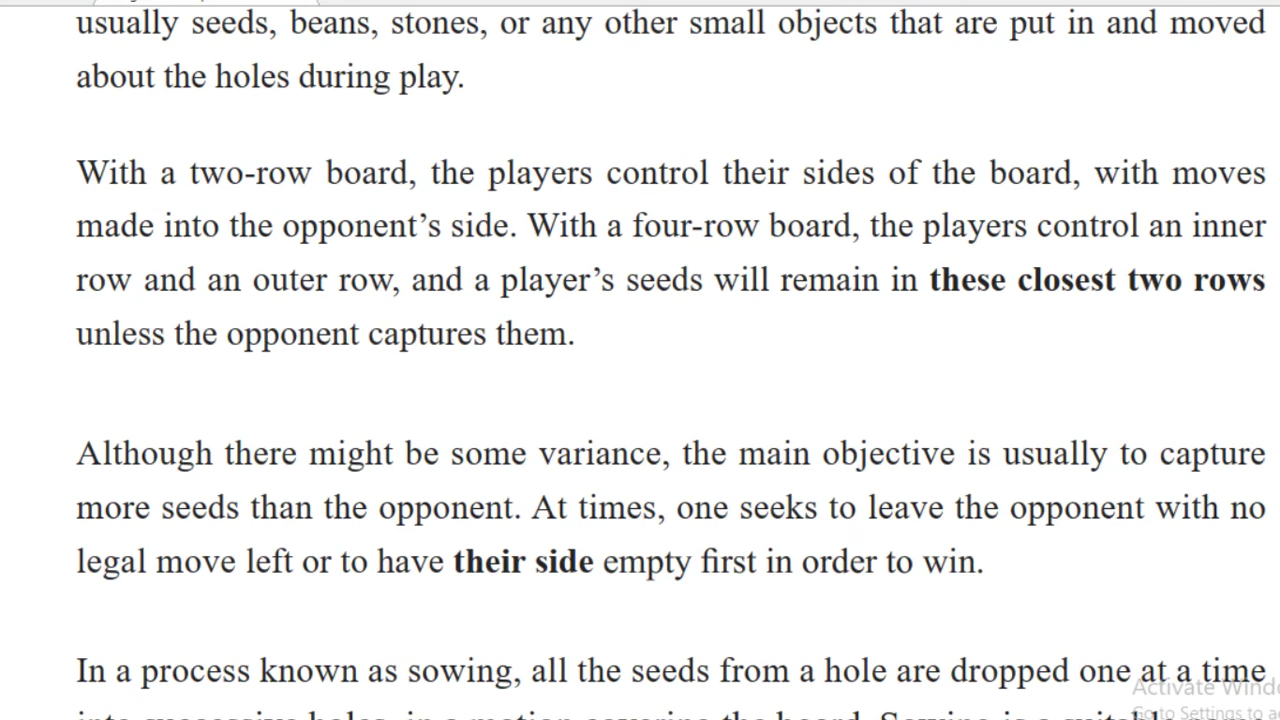 usually seeds, beans, stones, or any other small objects that are put in and moved
about the holes during play.
With a two-row board, the players control their sides of the board, with moves
made into the opponent’s side. With a four-row board, the players control an inner
row and an outer row, and a player’s seeds will remain in these closest two rows
unless the opponent captures them.
Although there might be some variance, the main objective is usually to capture
more seeds than the opponent. At times, one seeks to leave the opponent with no
legal move left or to have their side empty first in order to win.
In a process known as sowing, all the seeds from a hole are dropped one at a time
Activate Wind
Go to Settings to a